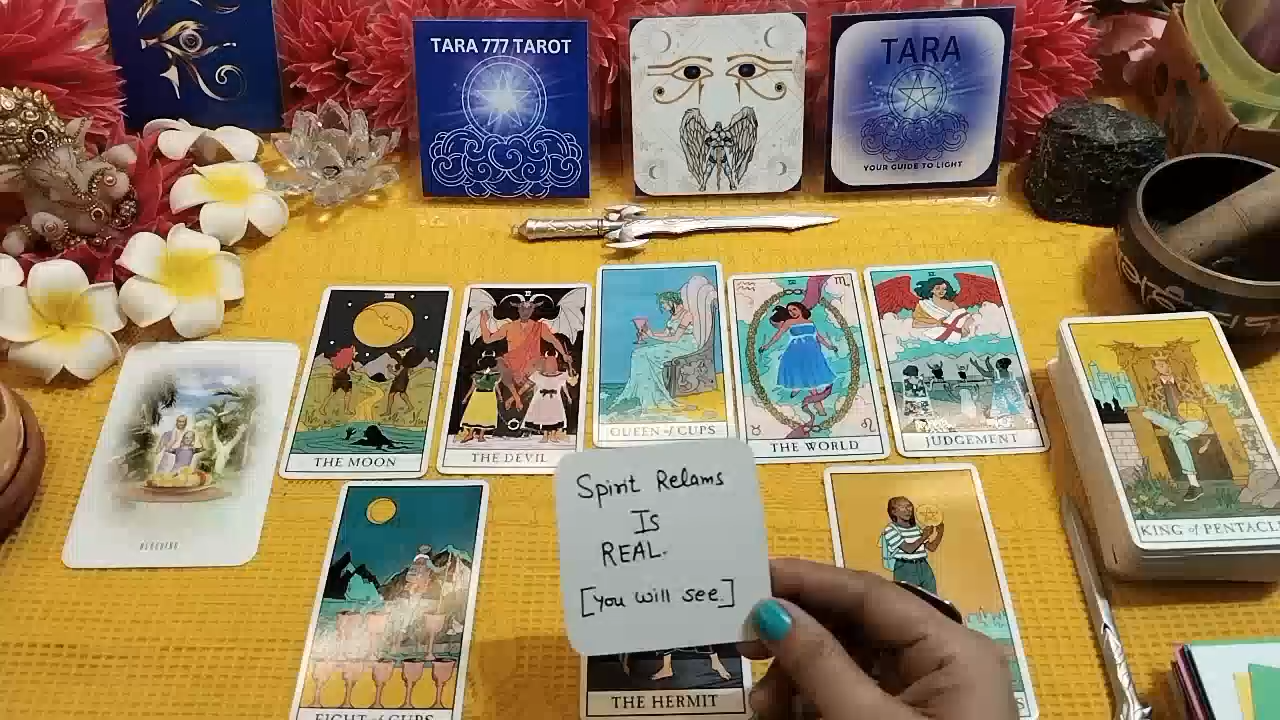 TARA 777 TAROT
TARA
YOUR GUIDE TO LIGHT
THE MOON
THE DEVIL
QUEEN of CUPS
THE WORLD
JUDGEMENT
KING of
BLESSING
Spirit Relams
Is
REAL.
[you will see.]
EIGHT of CUPS
THE HERMIT